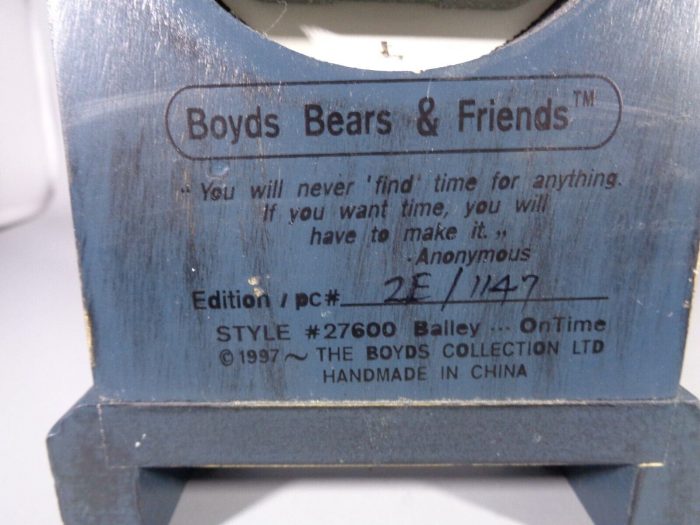 Boyds Bears & Friends™
"You will never 'find' time for anything.
If you want time, you will
have to make it."
-Anonymous
Edition / pc# 2E/1147
STYLE #27600 Bailey ... OnTime
©1997 ~ THE BOYDS COLLECTION LTD
HANDMADE IN CHINA